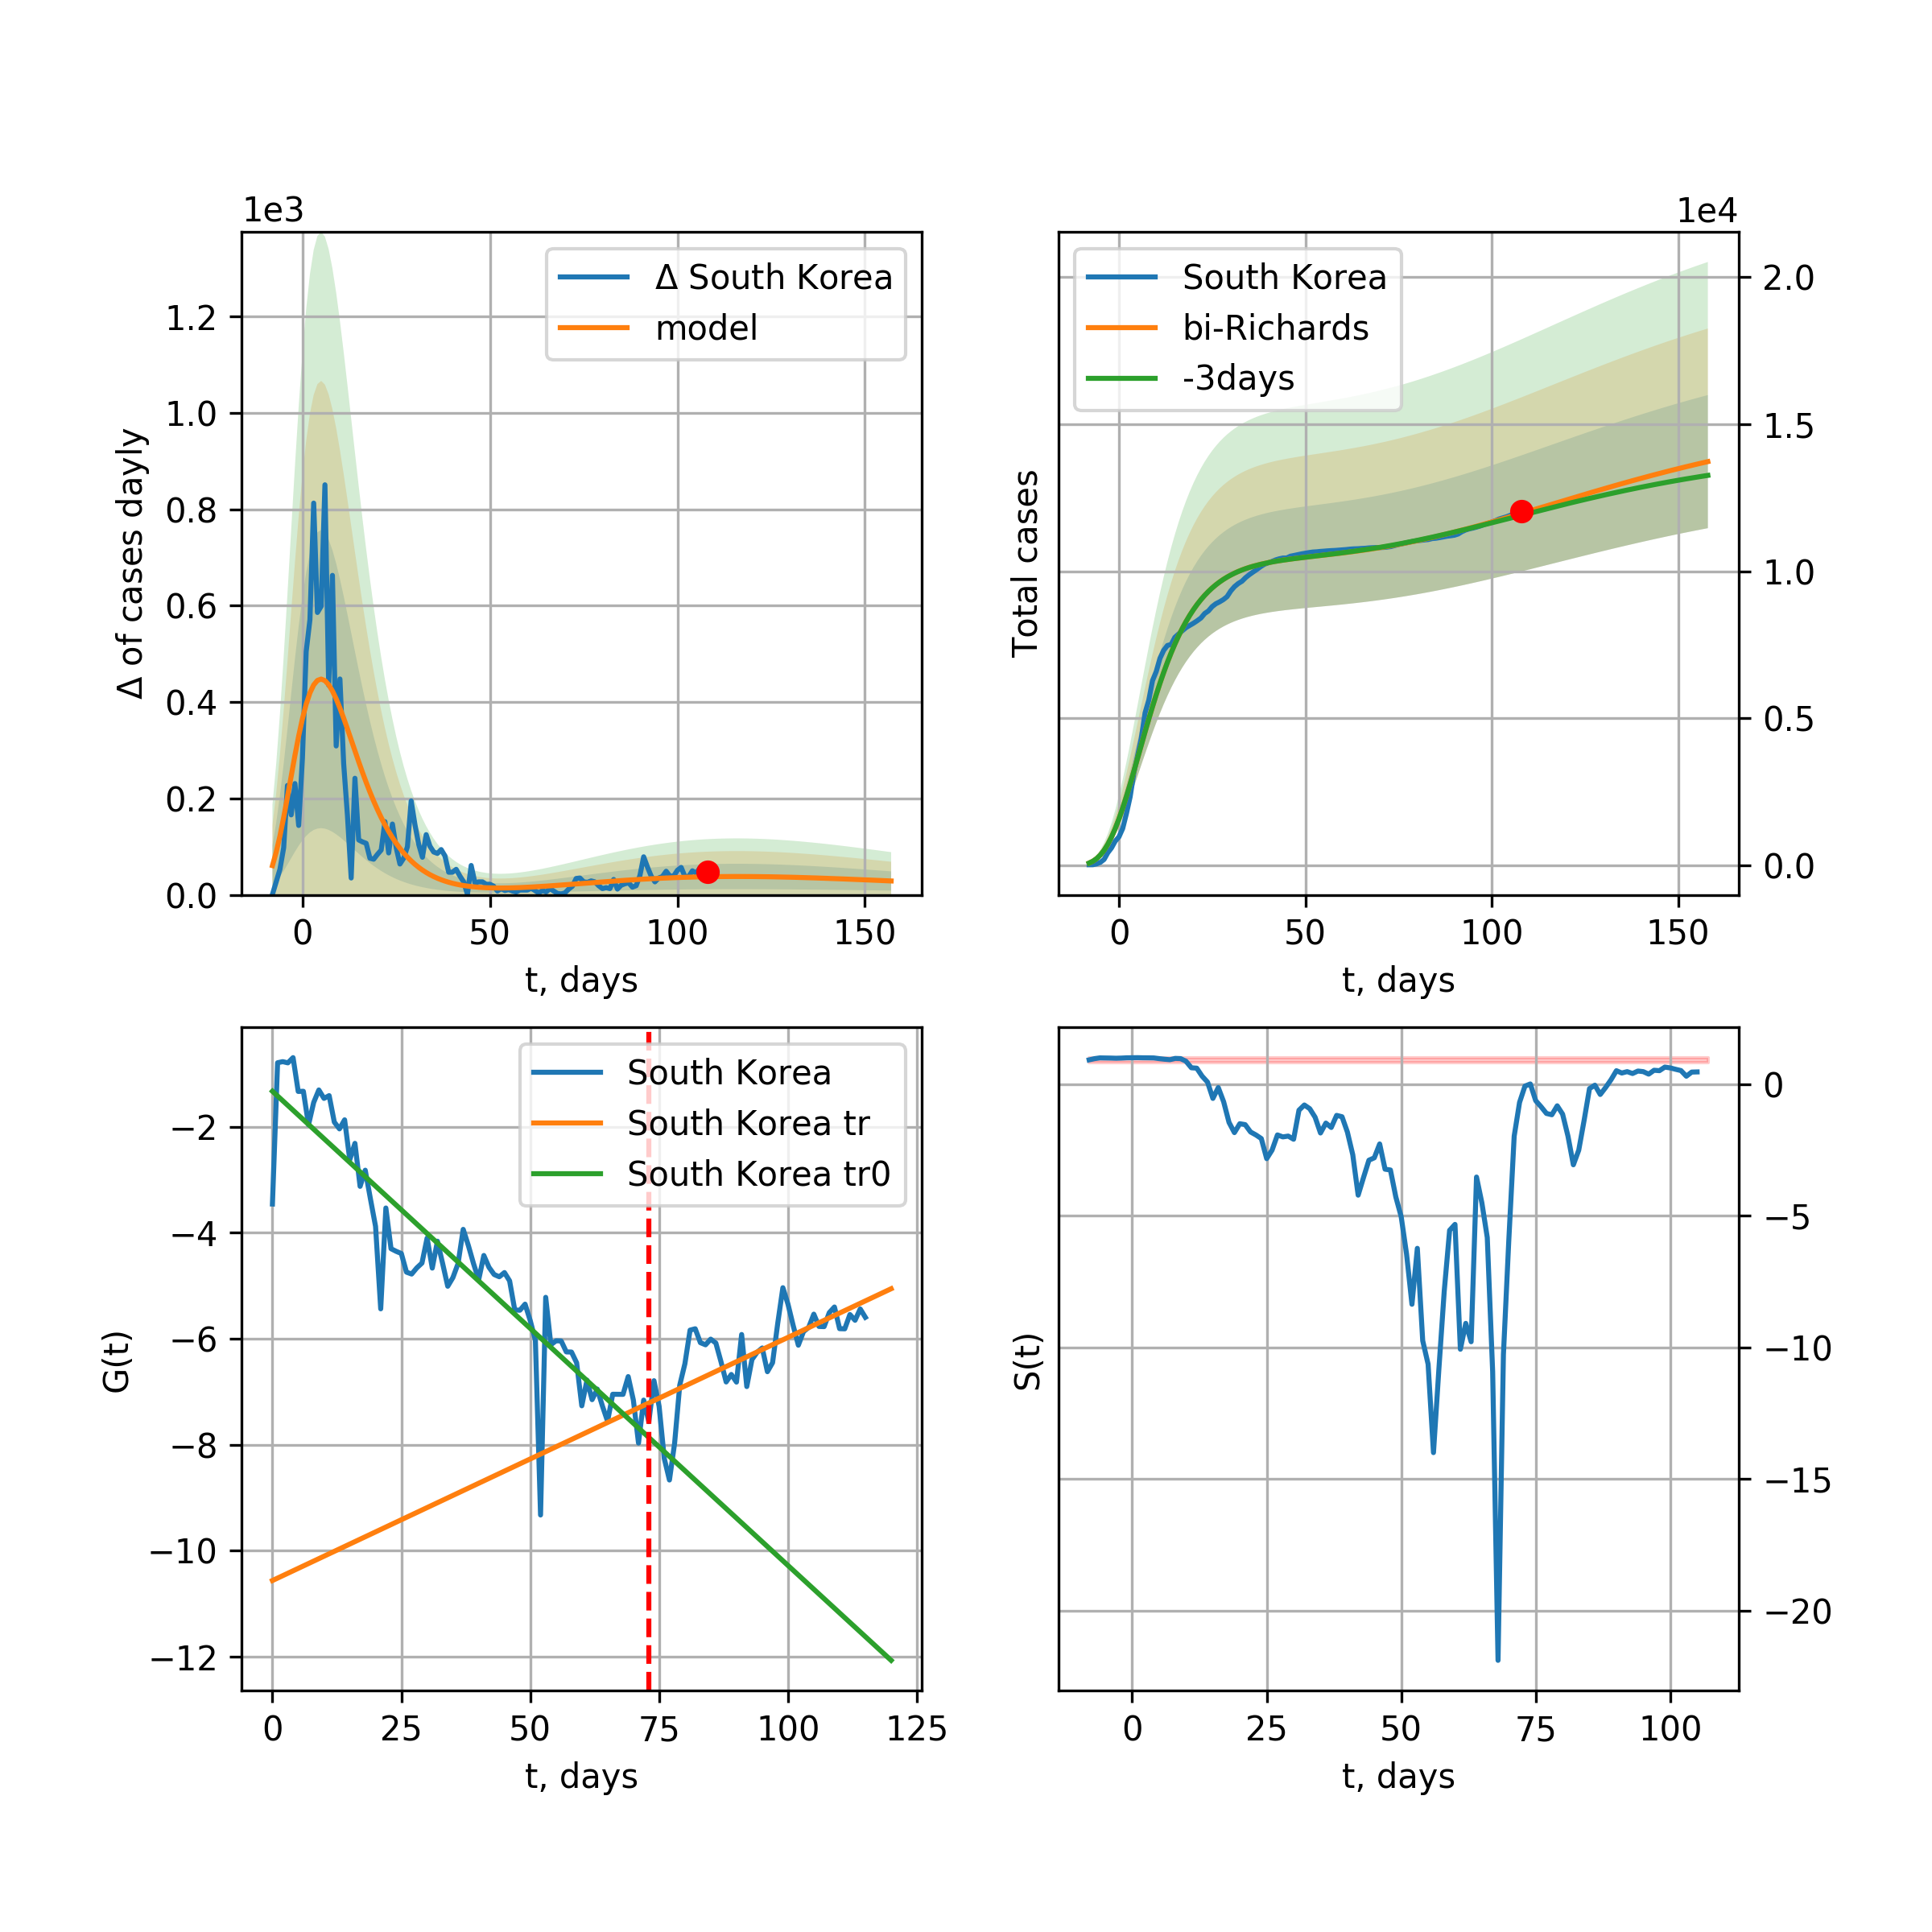 1e3
Δ of cases dayly
1.2
1.0
0.8
0.6
0.4
0.2
0.0
Δ South Korea
model
0 50 100 150
t, days
1e4
Total cases
South Korea
bi-Richards
-3days
2.0
1.5
1.0
0.5
0.0
0 50 100 150
t, days
G(t)
−2
−4
−6
−8
−10
−12
South Korea
South Korea tr
South Korea tr0
0 25 50 75 100 125
t, days
S(t)
0
−5
−10
−15
−20
0 25 50 75 100
t, days